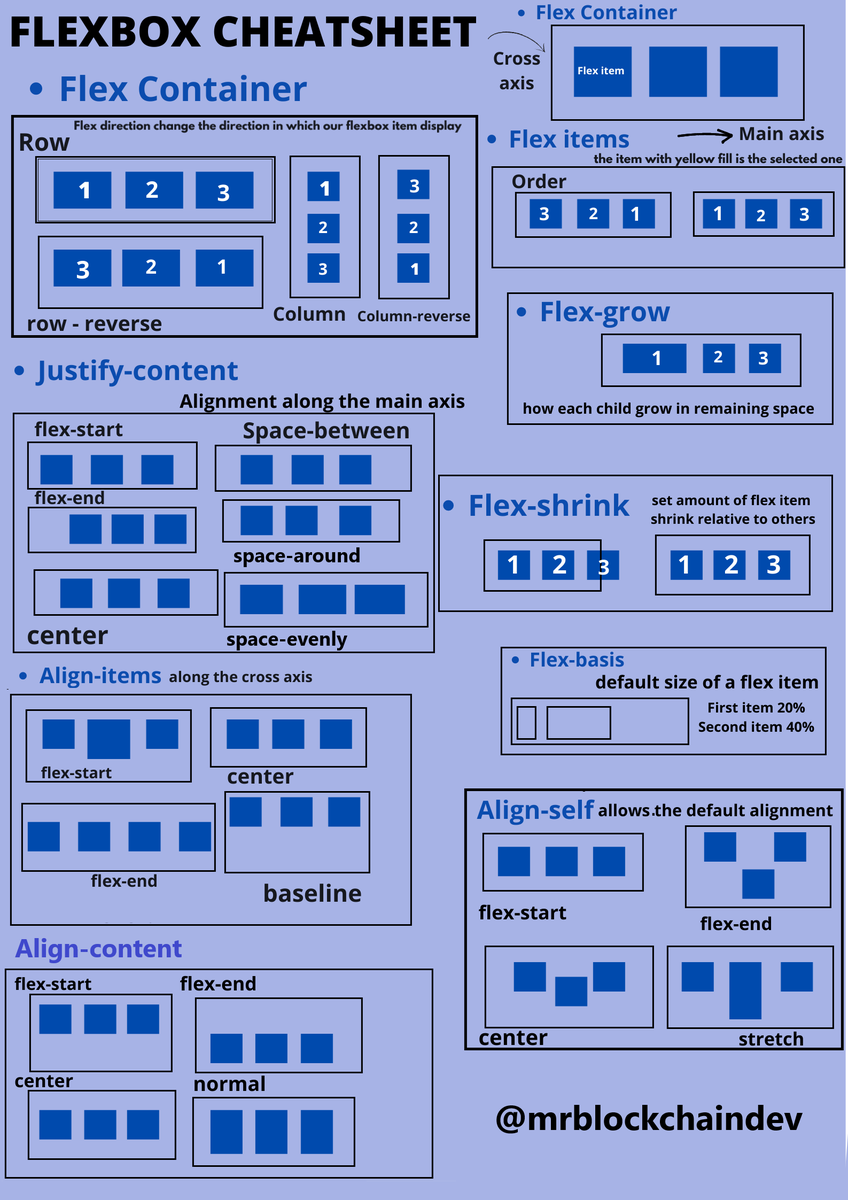 FLEXBOX CHEATSHEET
• Flex Container
Flex direction change the direction in which our flexbox item display
Row
1 2 3
3 2 1
row - reverse
1
2
3
Column
3
2
1
Column-reverse
• Justify-content
Alignment along the main axis
flex-start
Space-between
flex-end
space-around
center
space-evenly
• Align-items along the cross axis
flex-start
center
flex-end
baseline
Align-content
flex-start
flex-end
center
normal
• Flex Container
Cross
axis
Flex item
Main axis
• Flex items
the item with yellow fill is the selected one
Order
3 2 1
1 2 3
• Flex-grow
1 2 3
how each child grow in remaining space
• Flex-shrink
set amount of flex item
shrink relative to others
1 2 3
1 2 3
• Flex-basis
default size of a flex item
First item 20%
Second item 40%
Align-self allows.the default alignment
flex-start
flex-end
center
stretch
@mrblockchaindev